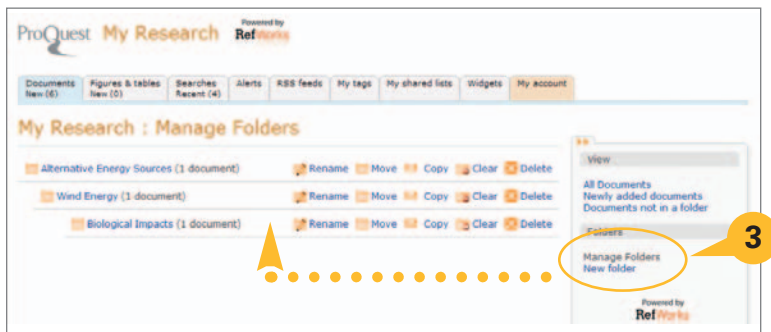 ProQuest My Research Powered by RefWorks
Documents New (6) Figures & tables New (0) Searches Recent (4) Alerts RSS feeds My tags My shared lists Widgets My account
My Research : Manage Folders
Alternative Energy Sources (1 document) Rename Move Copy Clear Delete
Wind Energy (1 document) Rename Move Copy Clear Delete
Biological Impacts (1 document) Rename Move Copy Clear Delete
View
All Documents
Newly added documents
Documents not in a folder
Folders
Manage Folders
New folder
3
Powered by
RefWorks